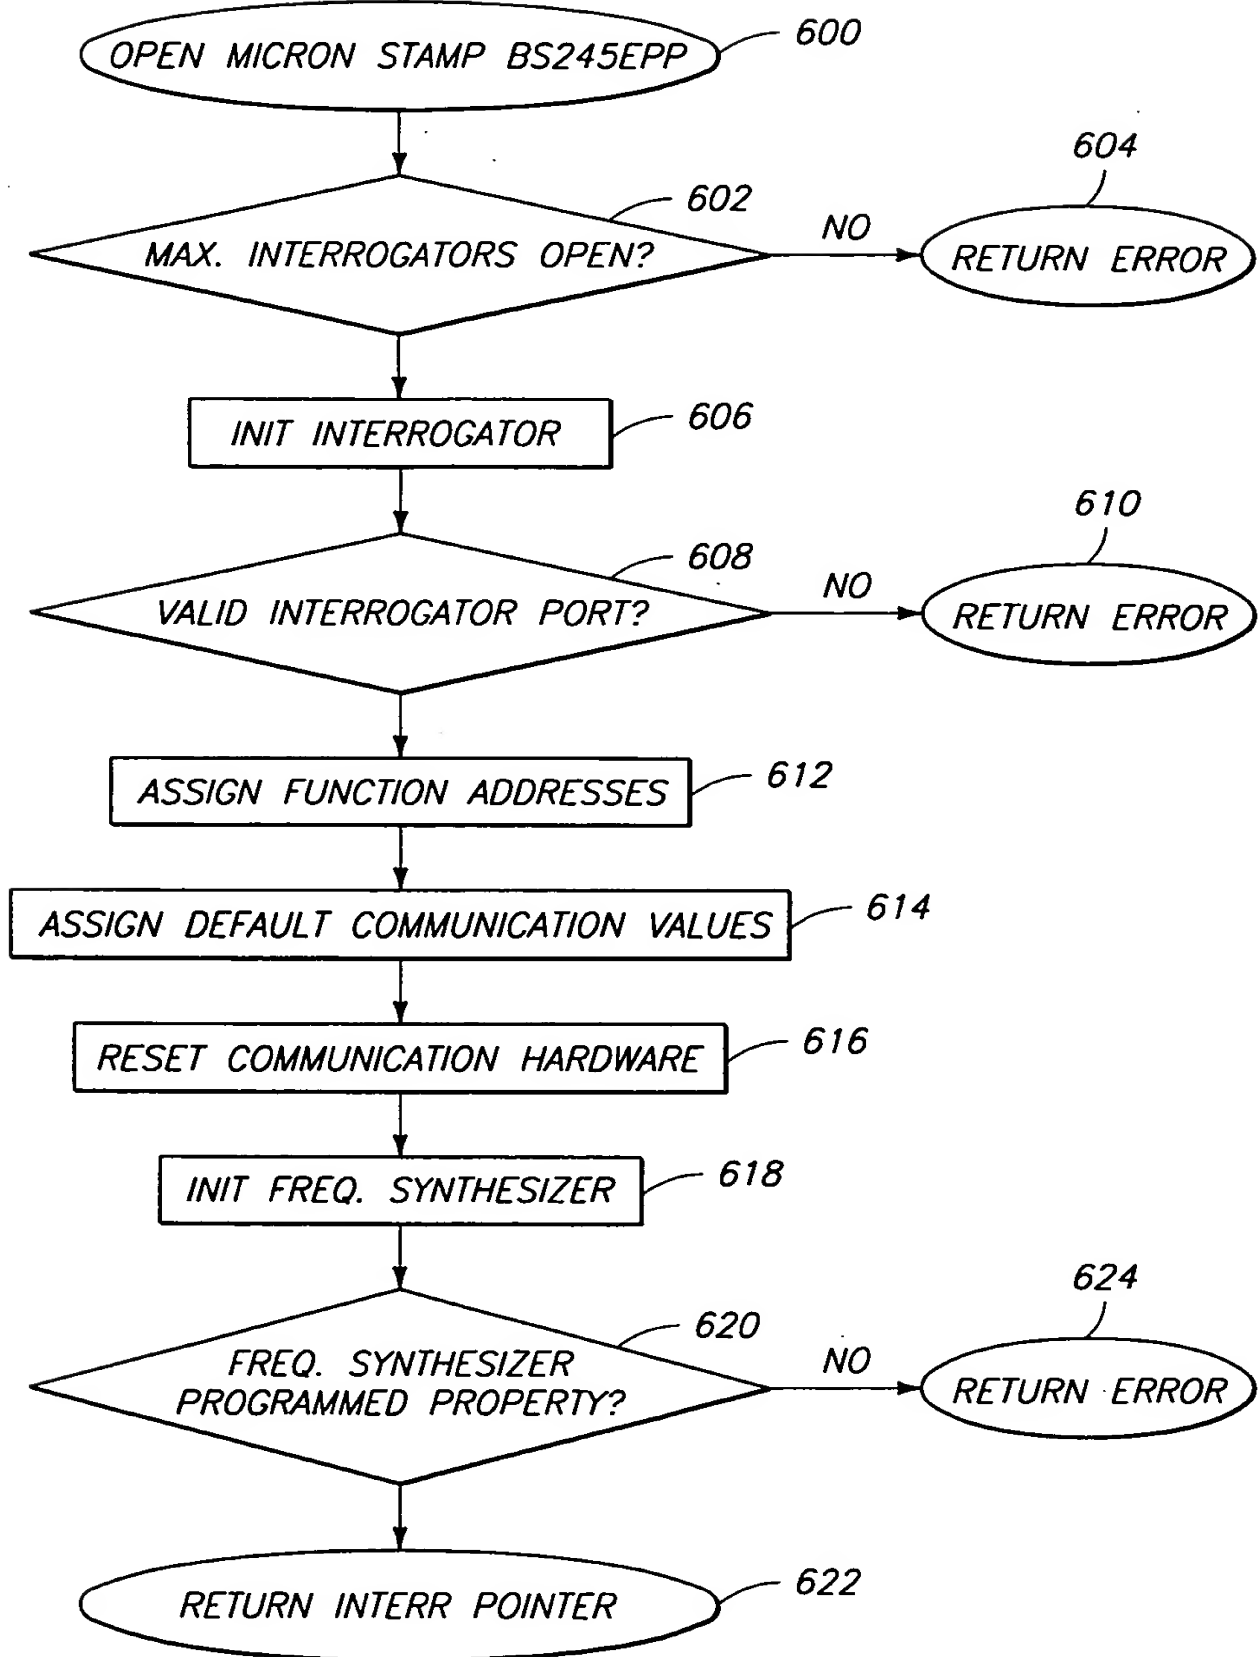 OPEN MICRON STAMP BS245EPP
600
602
MAX. INTERROGATORS OPEN?
NO
604
RETURN ERROR
INIT INTERROGATOR
606
608
VALID INTERROGATOR PORT?
NO
610
RETURN ERROR
ASSIGN FUNCTION ADDRESSES
612
ASSIGN DEFAULT COMMUNICATION VALUES
614
RESET COMMUNICATION HARDWARE
616
INIT FREQ. SYNTHESIZER
618
620
FREQ. SYNTHESIZER
PROGRAMMED PROPERTY?
NO
624
RETURN ERROR
RETURN INTERR POINTER
622